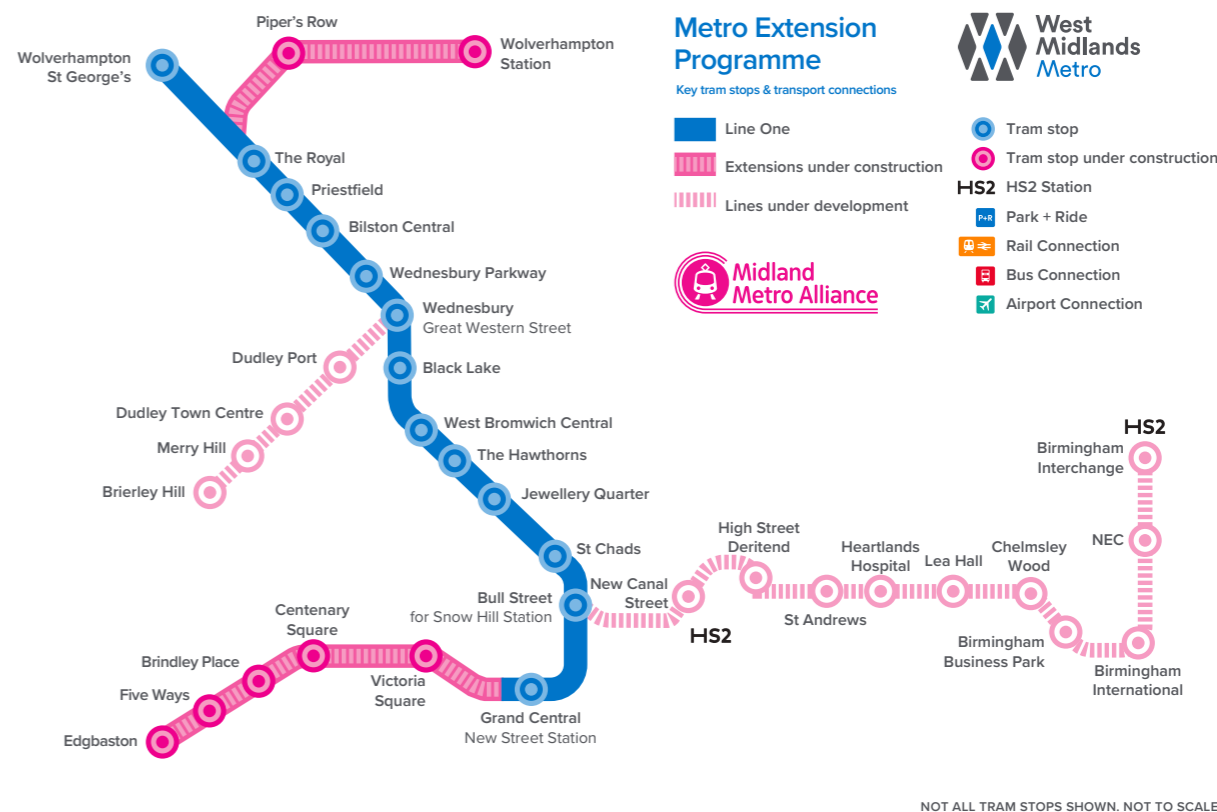 Piper's Row
Wolverhampton
Station
Wolverhampton
St George's
The Royal
Priestfield
Bilston Central
Wednesbury Parkway
Wednesbury
Great Western Street
Dudley Port
Black Lake
Dudley Town Centre
Merry Hill
Brierley Hill
West Bromwich Central
The Hawthorns
Jewellery Quarter
St Chads
Bull Street
for Snow Hill Station
New Canal
Street
HS2
High Street
Deritend
St Andrews
Heartlands
Hospital
Lea Hall
Chelmsley
Wood
Birmingham
Business Park
Birmingham
International
NEC
Birmingham
Interchange
HS2
Centenary
Square
Brindley Place
Five Ways
Edgbaston
Victoria
Square
Grand Central
New Street Station
Metro Extension
Programme
Key tram stops & transport connections
Line One
Extensions under construction
Lines under development
Midland
Metro Alliance
West
Midlands
Metro
Tram stop
Tram stop under construction
HS2 HS2 Station
P+R Park + Ride
Rail Connection
Bus Connection
Airport Connection
NOT ALL TRAM STOPS SHOWN. NOT TO SCALE